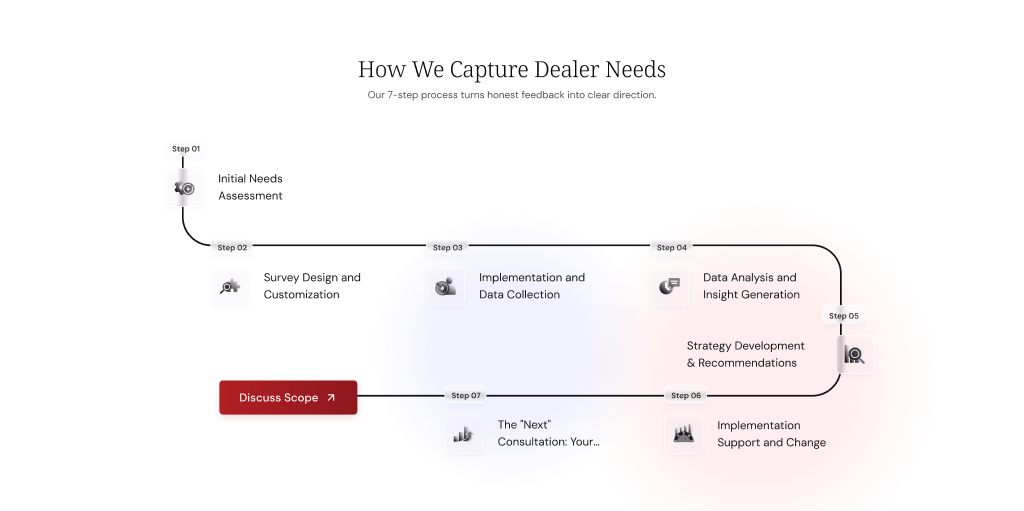 How We Capture Dealer Needs
Our 7-step process turns honest feedback into clear direction.
Step 01
Initial Needs
Assessment
Step 02
Survey Design and
Customization
Step 03
Implementation and
Data Collection
Step 04
Data Analysis and
Insight Generation
Step 05
Strategy Development
& Recommendations
Step 06
Implementation
Support and Change
Step 07
The "Next"
Consultation: Your...
Discuss Scope